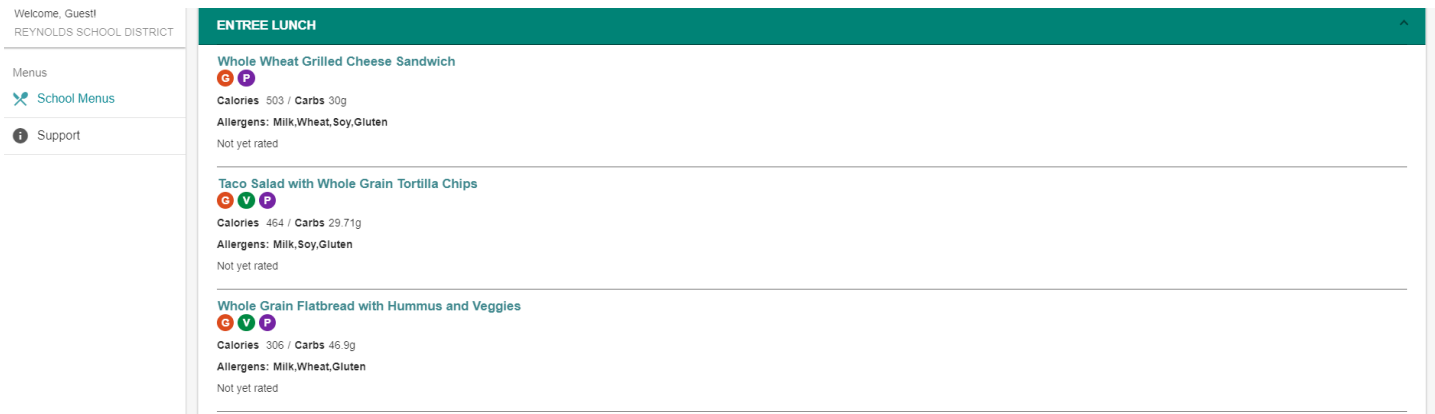 Welcome, Guest!
REYNOLDS SCHOOL DISTRICT
Menus
School Menus
Support
ENTREE LUNCH
Whole Wheat Grilled Cheese Sandwich
G P
Calories 503 / Carbs 30g
Allergens: Milk,Wheat,Soy,Gluten
Not yet rated
Taco Salad with Whole Grain Tortilla Chips
G V P
Calories 464 / Carbs 29.71g
Allergens: Milk,Soy,Gluten
Not yet rated
Whole Grain Flatbread with Hummus and Veggies
G V P
Calories 306 / Carbs 46.9g
Allergens: Milk,Wheat,Gluten
Not yet rated